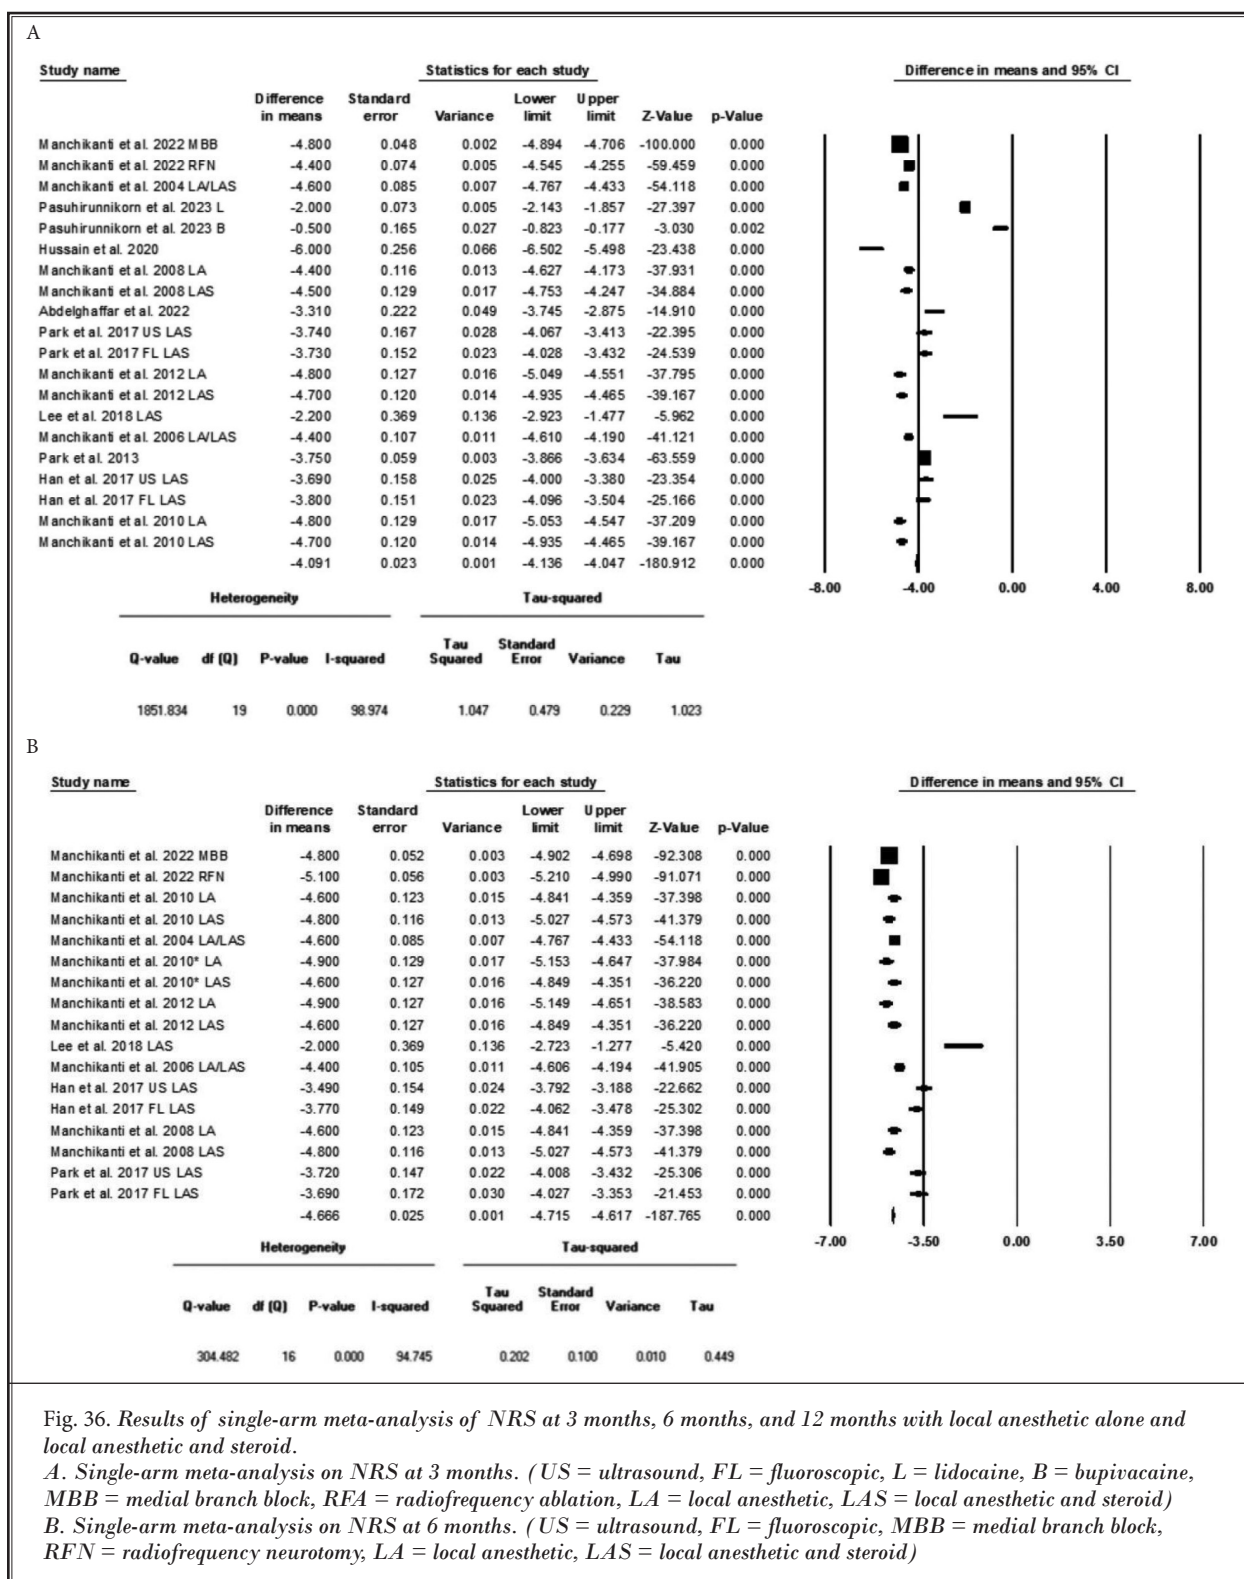 A
Study name Statistics for each study Difference in means and 95% CI
Difference Standard Lower Upper
in means error Variance limit limit Z-Value p-Value
Manchikanti et al. 2022 MBB -4.800 0.048 0.002 -4.894 -4.706 -100.000 0.000
Manchikanti et al. 2022 RFN -4.400 0.074 0.005 -4.545 -4.255 -59.459 0.000
Manchikanti et al. 2004 LA/LAS -4.600 0.085 0.007 -4.767 -4.433 -54.118 0.000
Pasuhirunnikorn et al. 2023 L -2.000 0.073 0.005 -2.143 -1.857 -27.397 0.000
Pasuhirunnikorn et al. 2023 B -0.500 0.165 0.027 -0.823 -0.177 -3.030 0.002
Hussain et al. 2020 -6.000 0.256 0.066 -6.502 -5.498 -23.438 0.000
Manchikanti et al. 2008 LA -4.400 0.116 0.013 -4.627 -4.173 -37.931 0.000
Manchikanti et al. 2008 LAS -4.500 0.129 0.017 -4.753 -4.247 -34.884 0.000
Abdelghaffar et al. 2022 -3.310 0.222 0.049 -3.745 -2.875 -14.910 0.000
Park et al. 2017 US LAS -3.740 0.167 0.028 -4.067 -3.413 -22.395 0.000
Park et al. 2017 FL LAS -3.730 0.152 0.023 -4.028 -3.432 -24.539 0.000
Manchikanti et al. 2012 LA -4.800 0.127 0.016 -5.049 -4.551 -37.795 0.000
Manchikanti et al. 2012 LAS -4.700 0.120 0.014 -4.935 -4.465 -39.167 0.000
Lee et al. 2018 LAS -2.200 0.369 0.136 -2.923 -1.477 -5.962 0.000
Manchikanti et al. 2006 LA/LAS -4.400 0.107 0.011 -4.610 -4.190 -41.121 0.000
Park et al. 2013 -3.750 0.059 0.003 -3.866 -3.634 -63.559 0.000
Han et al. 2017 US LAS -3.690 0.158 0.025 -4.000 -3.380 -23.354 0.000
Han et al. 2017 FL LAS -3.800 0.151 0.023 -4.096 -3.504 -25.166 0.000
Manchikanti et al. 2010 LA -4.800 0.129 0.017 -5.053 -4.547 -37.209 0.000
Manchikanti et al. 2010 LAS -4.700 0.120 0.014 -4.935 -4.465 -39.167 0.000
-4.091 0.023 0.001 -4.136 -4.047 -180.912 0.000
-8.00 -4.00 0.00 4.00 8.00
Heterogeneity Tau-squared
Tau Standard
Q-value df (Q) P-value I-squared Squared Error Variance Tau
1851.834 19 0.000 98.974 1.047 0.479 0.229 1.023
B
Study name Statistics for each study Difference in means and 95% CI
Difference Standard Lower Upper
in means error Variance limit limit Z-Value p-Value
Manchikanti et al. 2022 MBB -4.800 0.052 0.003 -4.902 -4.698 -92.308 0.000
Manchikanti et al. 2022 RFN -5.100 0.056 0.003 -5.210 -4.990 -91.071 0.000
Manchikanti et al. 2010 LA -4.600 0.123 0.015 -4.841 -4.359 -37.398 0.000
Manchikanti et al. 2010 LAS -4.800 0.116 0.013 -5.027 -4.573 -41.379 0.000
Manchikanti et al. 2004 LA/LAS -4.600 0.085 0.007 -4.767 -4.433 -54.118 0.000
Manchikanti et al. 2010* LA -4.900 0.129 0.017 -5.153 -4.647 -37.984 0.000
Manchikanti et al. 2010* LAS -4.600 0.127 0.016 -4.849 -4.351 -36.220 0.000
Manchikanti et al. 2012 LA -4.900 0.127 0.016 -5.149 -4.651 -38.583 0.000
Manchikanti et al. 2012 LAS -4.600 0.127 0.016 -4.849 -4.351 -36.220 0.000
Lee et al. 2018 LAS -2.000 0.369 0.136 -2.723 -1.277 -5.420 0.000
Manchikanti et al. 2006 LA/LAS -4.400 0.105 0.011 -4.606 -4.194 -41.905 0.000
Han et al. 2017 US LAS -3.490 0.154 0.024 -3.792 -3.188 -22.662 0.000
Han et al. 2017 FL LAS -3.770 0.149 0.022 -4.062 -3.478 -25.302 0.000
Manchikanti et al. 2008 LA -4.600 0.123 0.015 -4.841 -4.359 -37.398 0.000
Manchikanti et al. 2008 LAS -4.800 0.116 0.013 -5.027 -4.573 -41.379 0.000
Park et al. 2017 US LAS -3.720 0.147 0.022 -4.008 -3.432 -25.306 0.000
Park et al. 2017 FL LAS -3.690 0.172 0.030 -4.027 -3.353 -21.453 0.000
-4.666 0.025 0.001 -4.715 -4.617 -187.765 0.000
-7.00 -3.50 0.00 3.50 7.00
Heterogeneity Tau-squared
Tau Standard
Q-value df (Q) P-value I-squared Squared Error Variance Tau
304.482 16 0.000 94.745 0.202 0.100 0.010 0.449
Fig. 36. Results of single-arm meta-analysis of NRS at 3 months, 6 months, and 12 months with local anesthetic alone and
local anesthetic and steroid.
A. Single-arm meta-analysis on NRS at 3 months. (US = ultrasound, FL = fluoroscopic, L = lidocaine, B = bupivacaine,
MBB = medial branch block, RFA = radiofrequency ablation, LA = local anesthetic, LAS = local anesthetic and steroid)
B. Single-arm meta-analysis on NRS at 6 months. (US = ultrasound, FL = fluoroscopic, MBB = medial branch block,
RFN = radiofrequency neurotomy, LA = local anesthetic, LAS = local anesthetic and steroid)